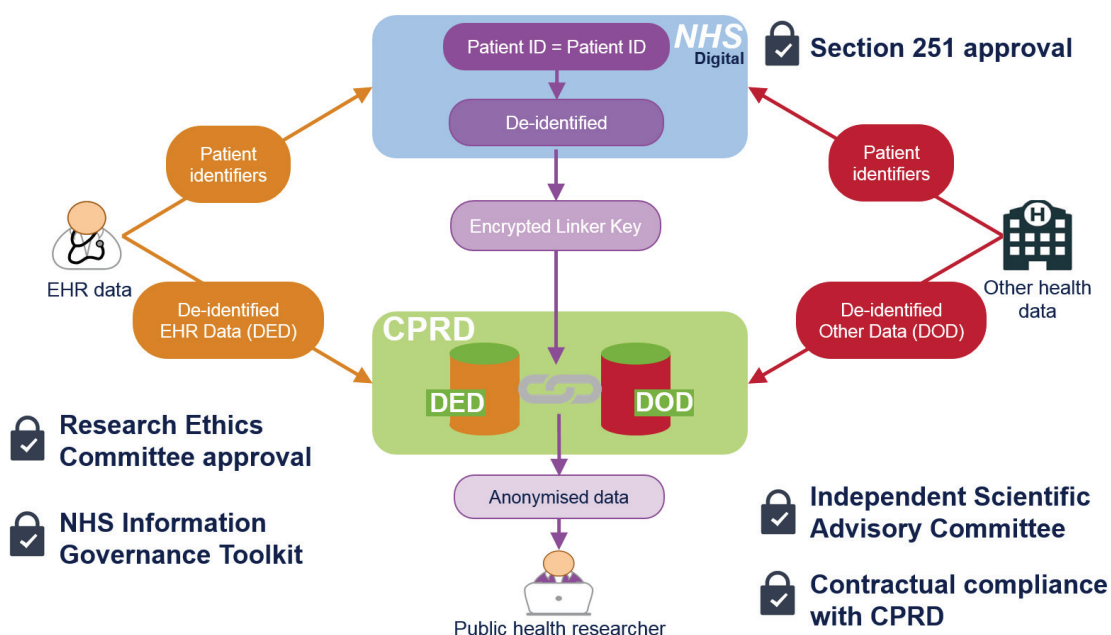 Patient ID = Patient ID
NHS
Digital
Section 251 approval
De-identified
Patient
identifiers
Patient
identifiers
Encrypted Linker Key
H
EHR data
Other health
data
De-identified
EHR Data (DED)
De-identified
Other Data (DOD)
CPRD
DED
DOD
Research Ethics
Committee approval
NHS Information
Governance Toolkit
Anonymised data
Independent Scientific
Advisory Committee
Contractual compliance
with CPRD
Public health researcher